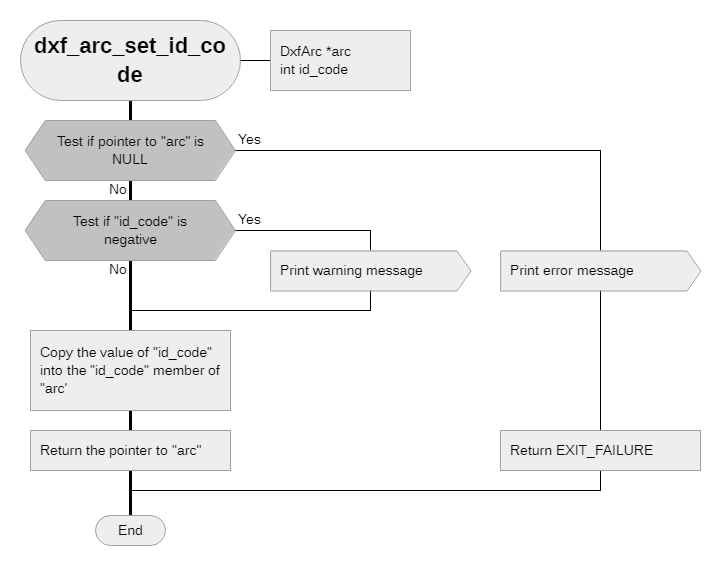 dxf_arc_set_id_co
de
DxfArc *arc
int id_code
Test if pointer to "arc" is
NULL
Yes
No
Test if "id_code" is
negative
Yes
No
Print warning message
Print error message
Copy the value of "id_code"
into the "id_code" member of
"arc'
Return the pointer to "arc"
Return EXIT_FAILURE
End